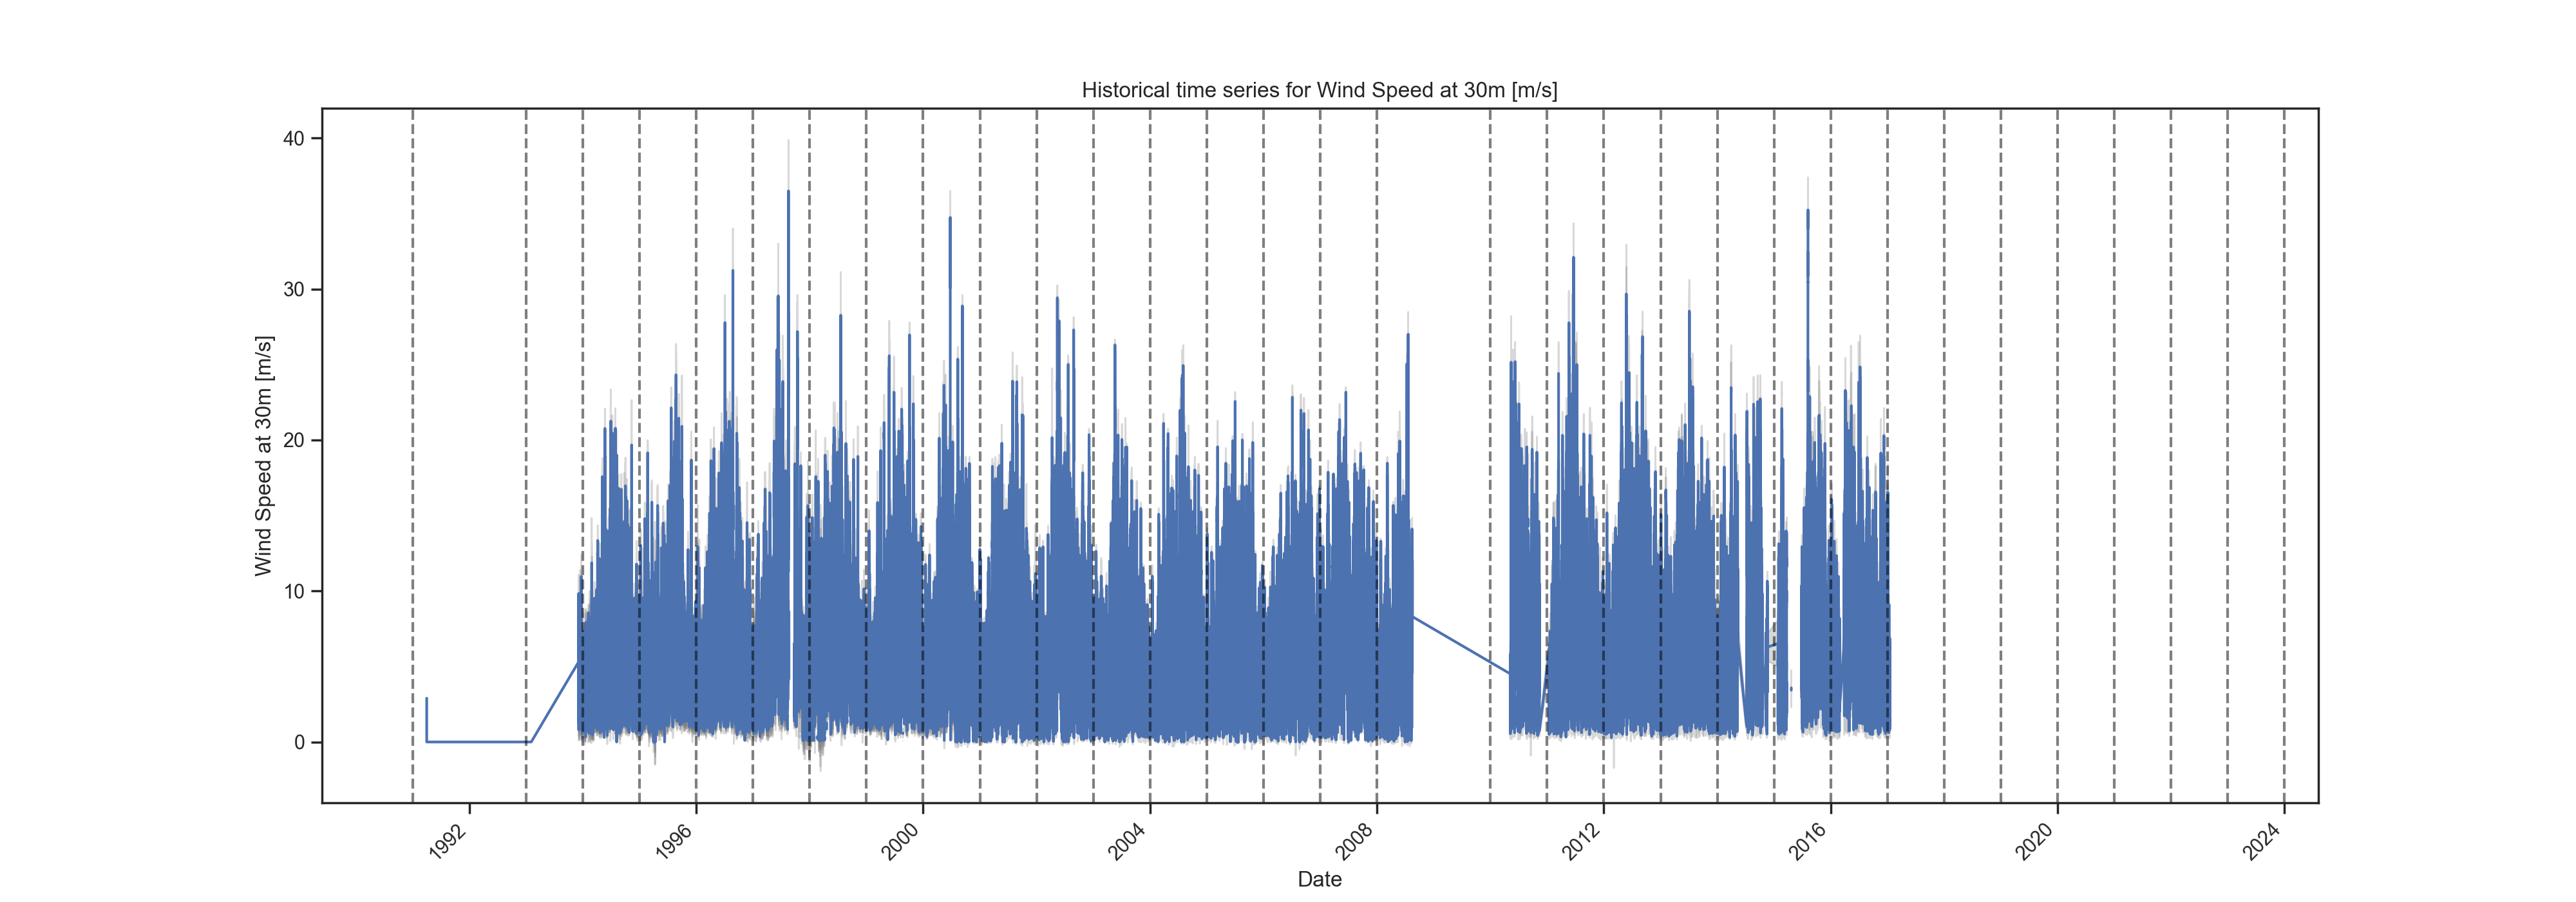 Historical time series for Wind Speed at 30m [m/s]
40
30
20
10
0
Wind Speed at 30m [m/s]
1992 1996 2000 2004 2008 2012 2016 2020 2024
Date